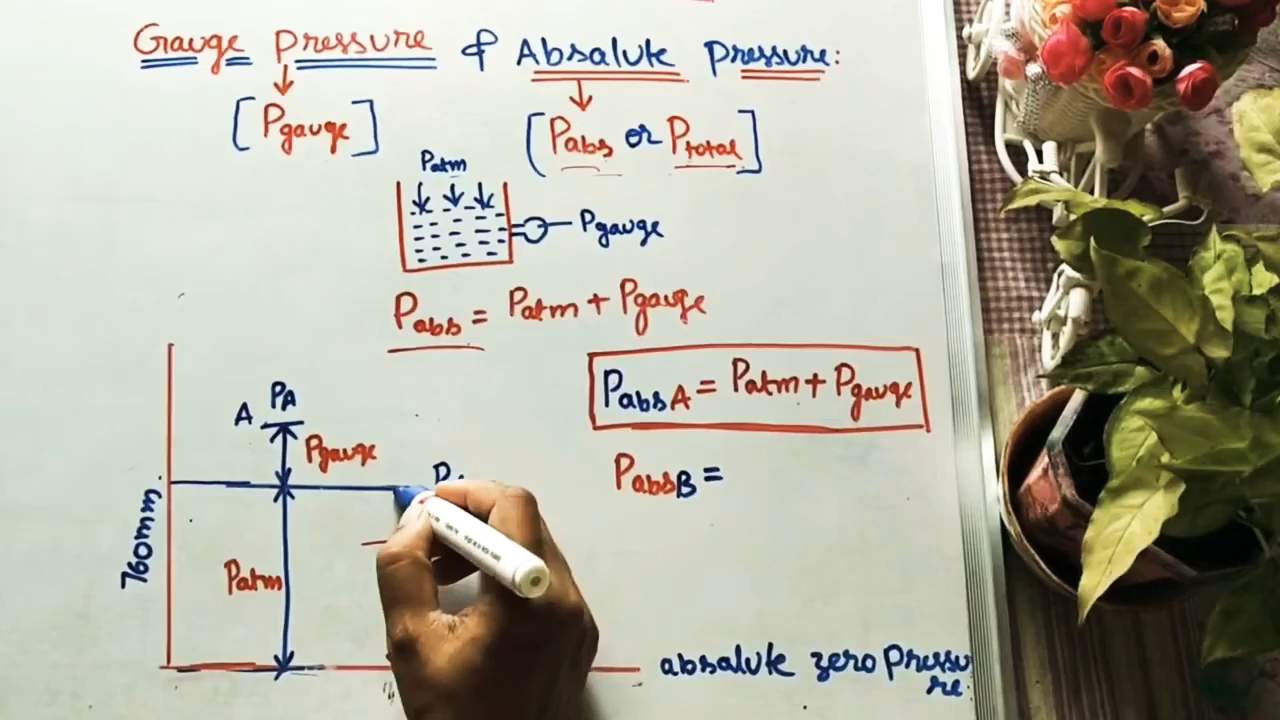 Gauge Pressure & Absalute Pressure:
[Pgauge] [Pabs or Ptotal]
Patm
Pgauge
Pabs = Patm + Pgauge
PabsA = Patm + Pgauge
A PA
Pgauge
PabsB =
760mm
Patm
absalute zero Pressure